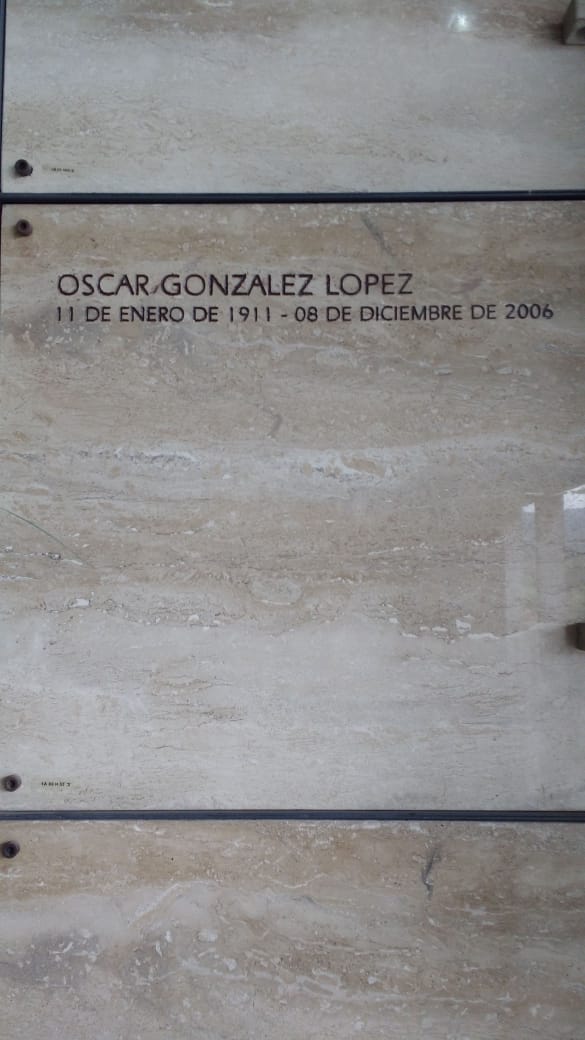 OSCAR GONZALEZ LOPEZ
11 DE ENERO DE 1911 - 08 DE DICIEMBRE DE 2006